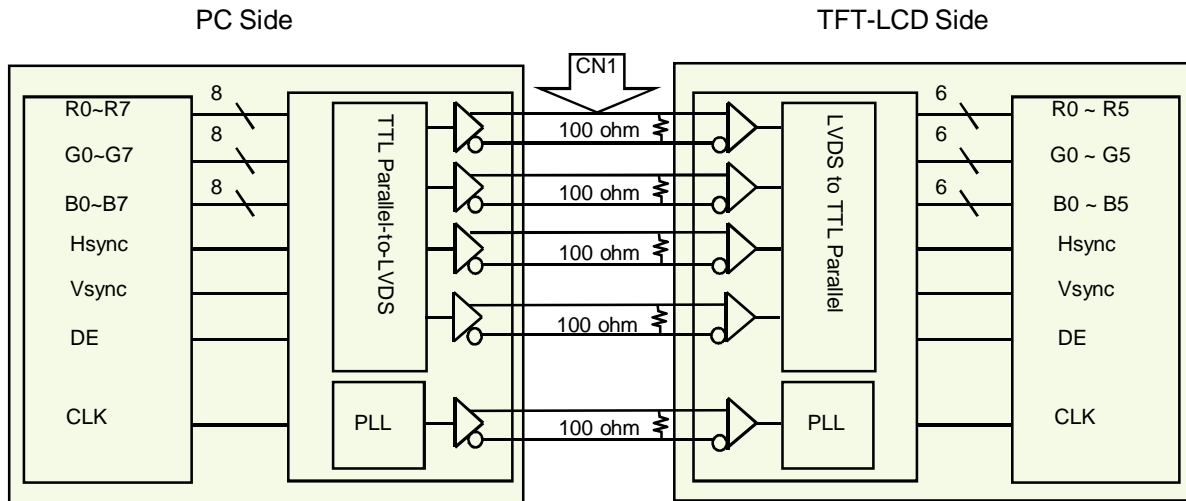 PC Side
TFT-LCD Side
CN1
R0~R7
8
G0~G7
8
B0~B7
8
Hsync
Vsync
DE
CLK
TTL Parallel-to-LVDS
PLL
100 ohm
100 ohm
100 ohm
100 ohm
100 ohm
LVDS to TTL Parallel
PLL
6
R0 ~ R5
6
G0 ~ G5
6
B0 ~ B5
Hsync
Vsync
DE
CLK